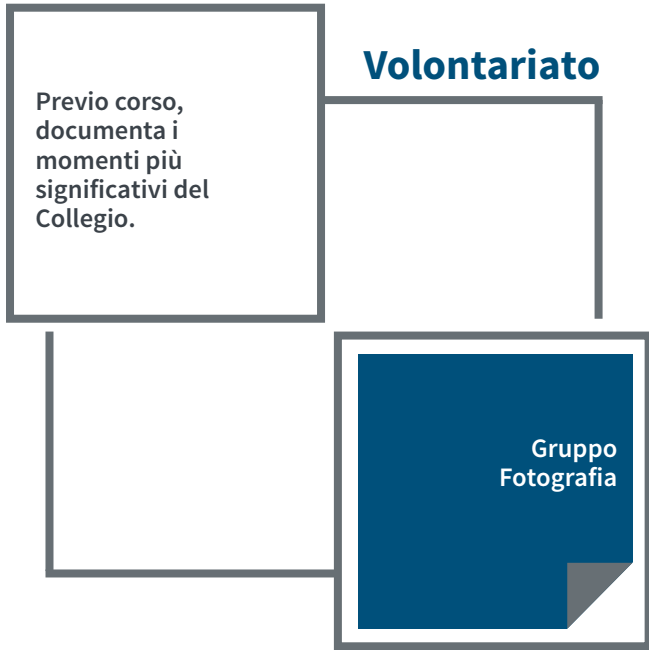 Volontariato
Previo corso,
documenta i
momenti più
significativi del
Collegio.
Gruppo
Fotografia